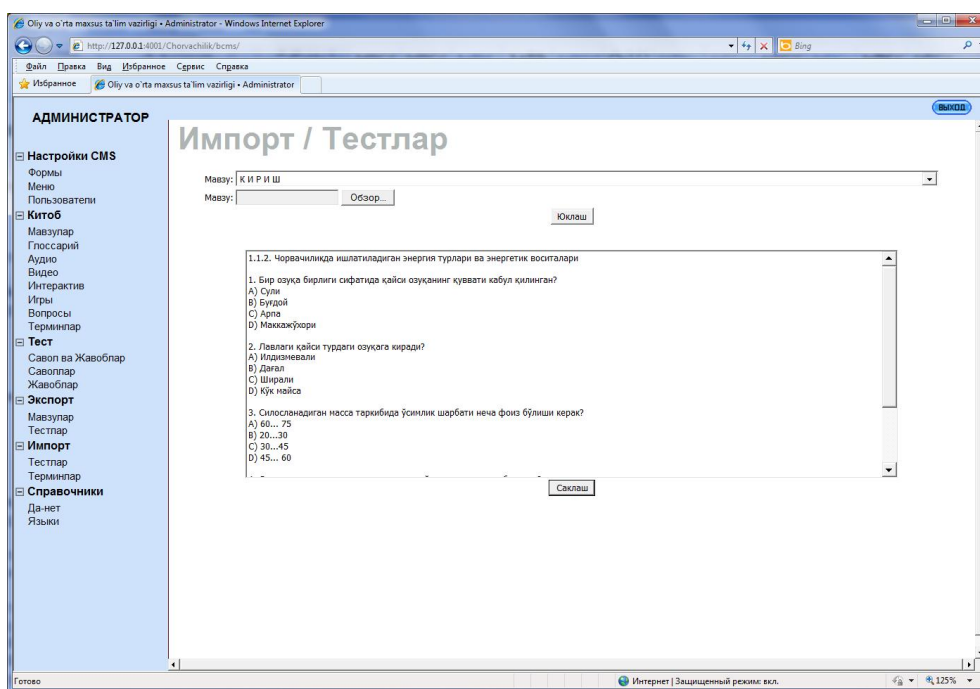 Oliy va o`rta maxsus ta`lim vazirligi • Administrator - Windows Internet Explorer
http://127.0.0.1:4001/Chorvachilik/bcms/
Bing
Файл Правка Вид Избранное Сервис Справка
Избранное Oliy va o`rta maxsus ta`lim vazirligi • Administrator
ВЫХОД
АДМИНИСТРАТОР
Импорт / Тестлар
Настройки CMS
Формы
Меню
Пользователи
Китоб
Мавзулар
Глоссарий
Аудио
Видео
Интерактив
Игры
Вопросы
Терминлар
Тест
Савол ва Жавоблар
Саволлар
Жавоблар
Экспорт
Мавзулар
Тестлар
Импорт
Тестлар
Терминлар
Справочники
Да-нет
Языки
Мавзу: К И Р И Ш
Мавзу: Обзор...
Юклаш
1.1.2. Чорвачиликда ишлатиладиган энергия турлари ва энергетик воситалари
1. Бир озуқа бирлиги сифатида қайси озуқанинг қуввати кабул қилинган?
A) Сули
B) Буғдой
C) Арпа
D) Маккажўхори
2. Лавлаги қайси турдаги озуқага киради?
A) Илдизмевали
B) Дағал
C) Ширали
D) Кўк майса
3. Силосланадиган масса таркибида ўсимлик шарбати неча фоиз бўлиши керак?
A) 60... 75
B) 20...30
C) 30...45
D) 45... 60
Саклаш
Готово
Интернет | Защищенный режим: вкл.
125%